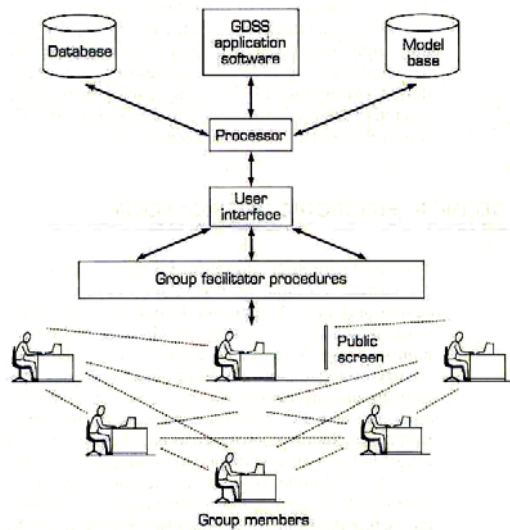 Database
GDSS
application
software
Model
base
Processor
User
interface
Group facilitator procedures
Public
screen
Group members